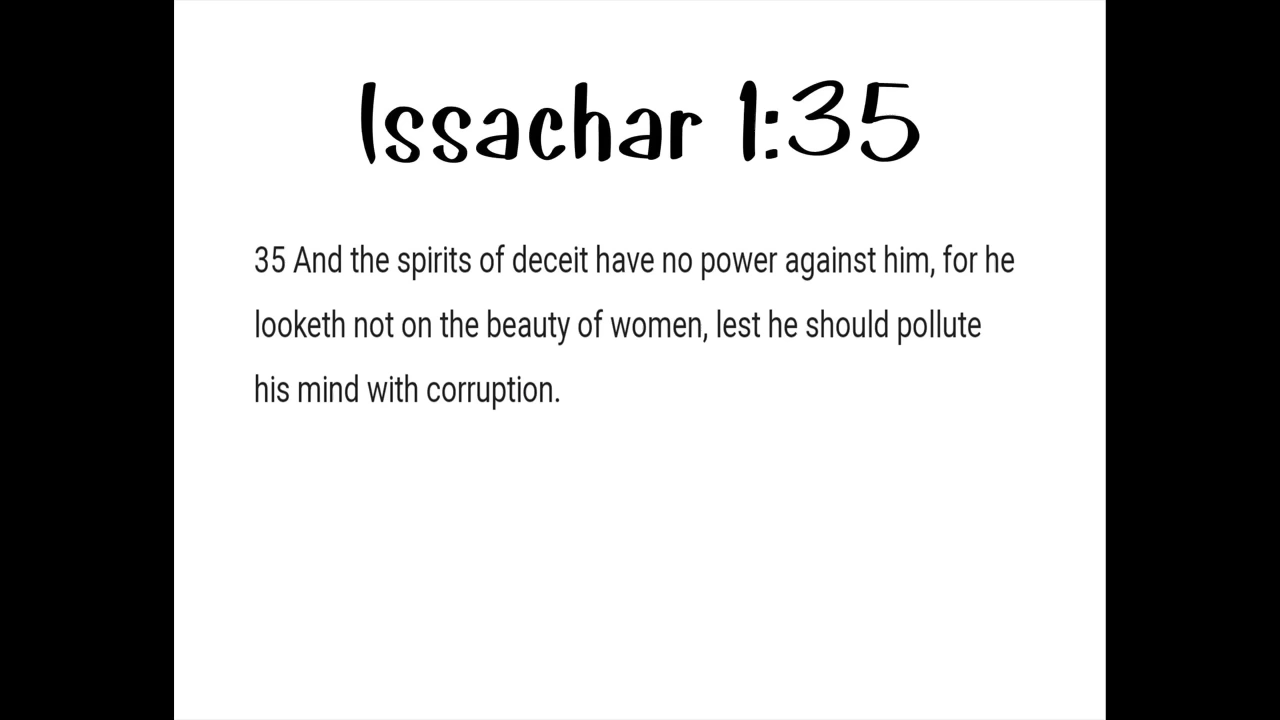 Issachar 1:35
35 And the spirits of deceit have no power against him, for he
looketh not on the beauty of women, lest he should pollute
his mind with corruption.